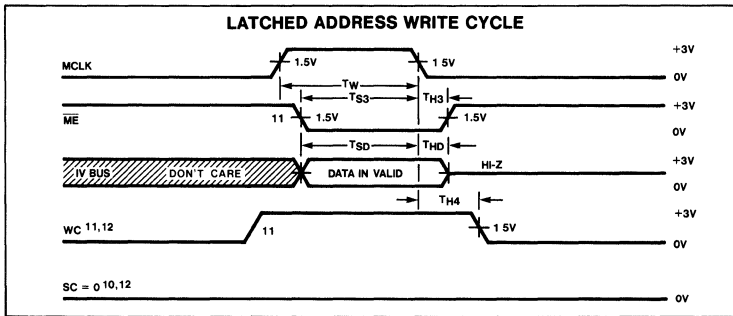 LATCHED ADDRESS WRITE CYCLE
MCLK 1.5V 1 5V +3V
0V
TW
TS3 TH3
ME 11 1.5V 1.5V +3V
0V
TSD THD
IV BUS DON'T CARE DATA IN VALID HI-Z +3V
0V
TH4
WC 11,12 11 1 5V +3V
0V
SC = 0 10,12 0V